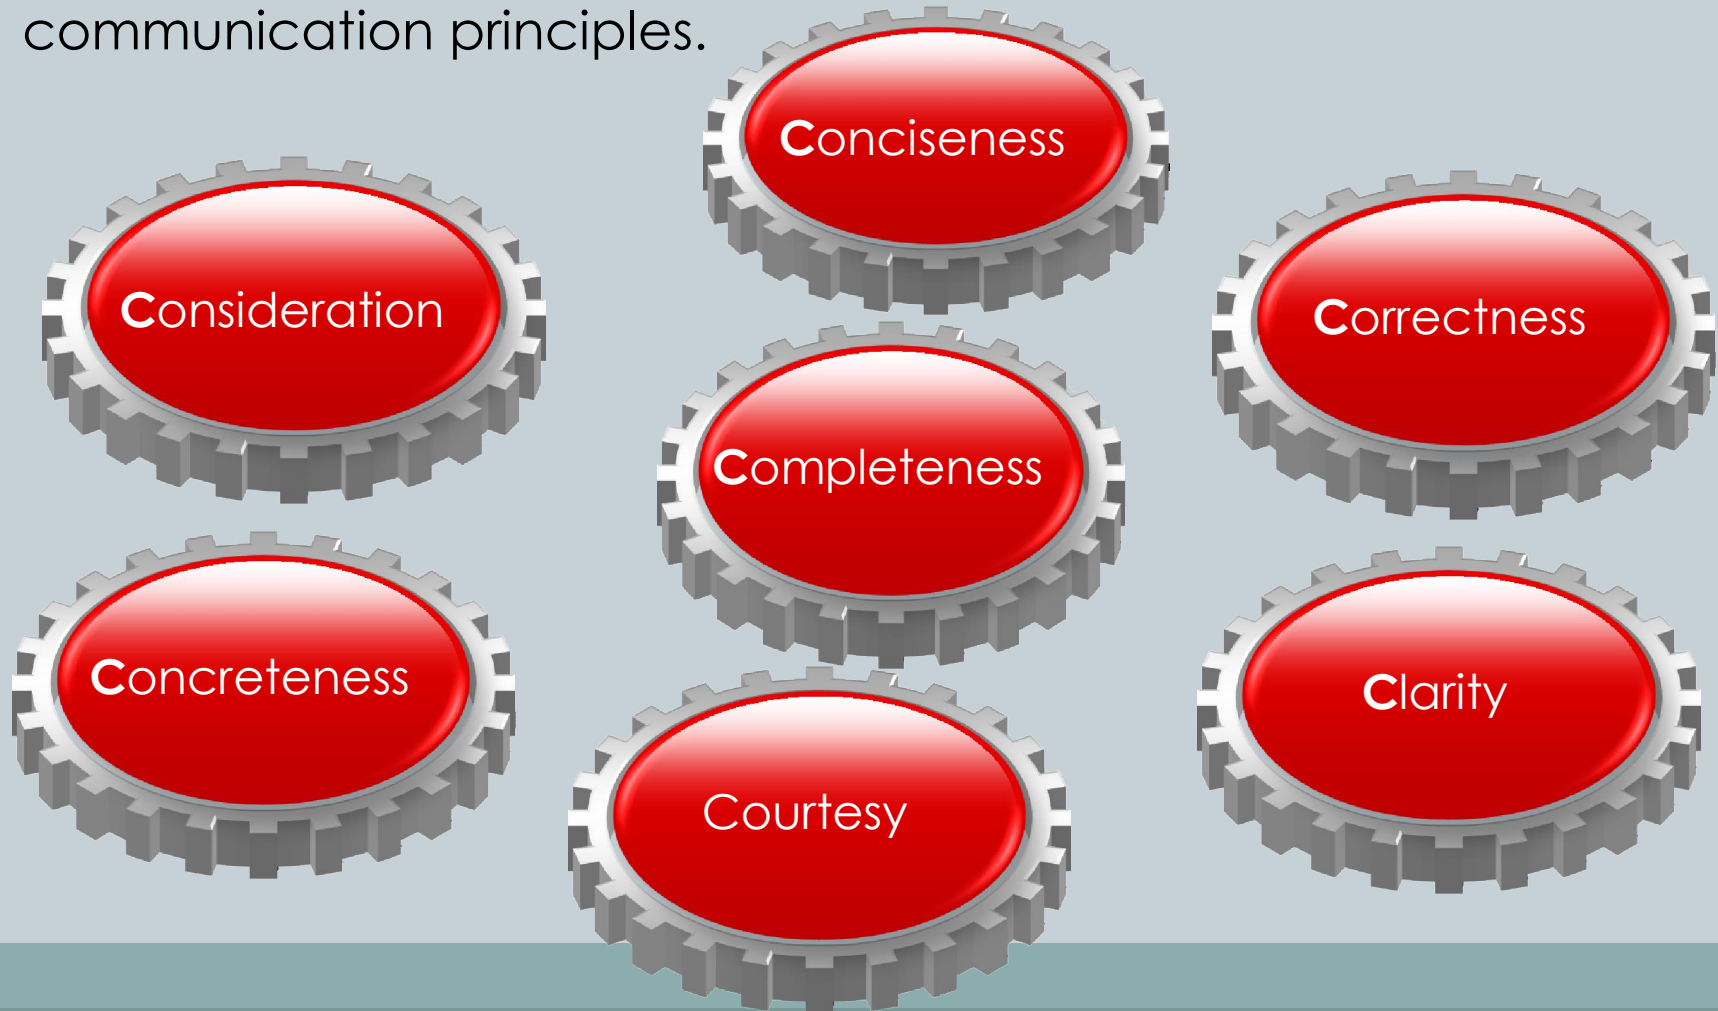 communication principles.
Conciseness
Consideration
Correctness
Completeness
Concreteness
Clarity
Courtesy